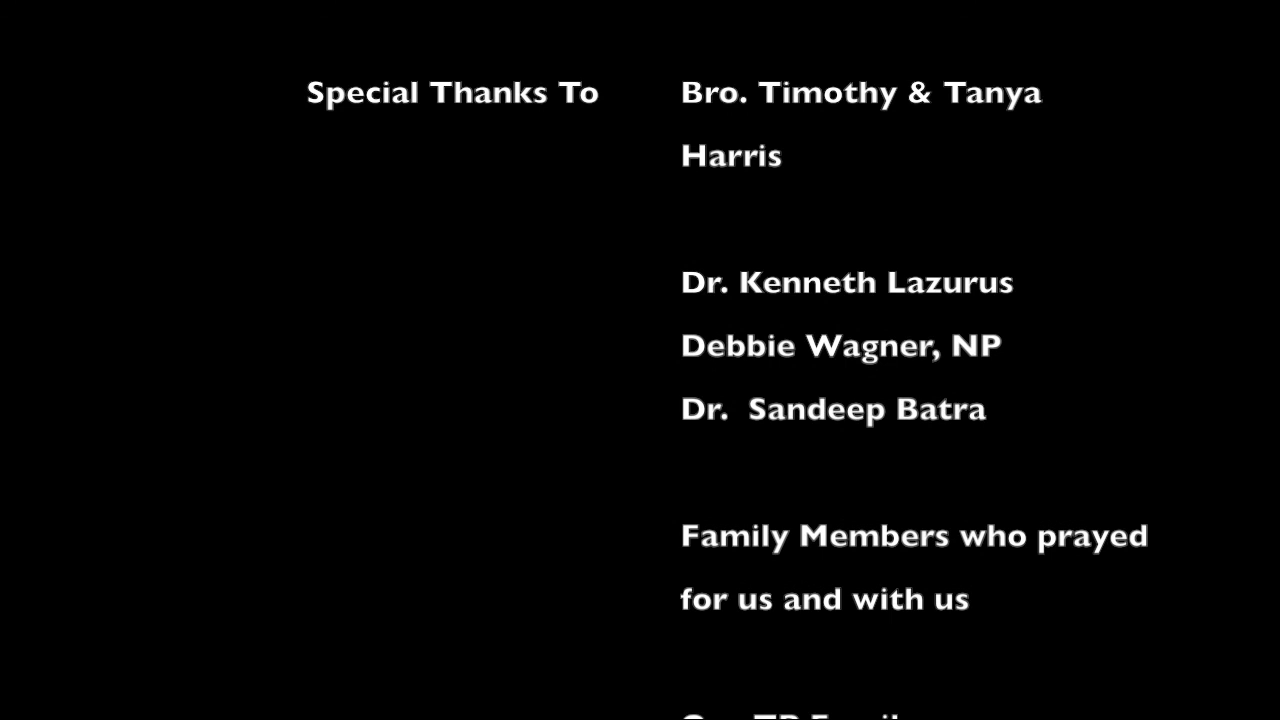 Special Thanks To Bro. Timothy & Tanya
Harris
Dr. Kenneth Lazurus
Debbie Wagner, NP
Dr. Sandeep Batra
Family Members who prayed
for us and with us